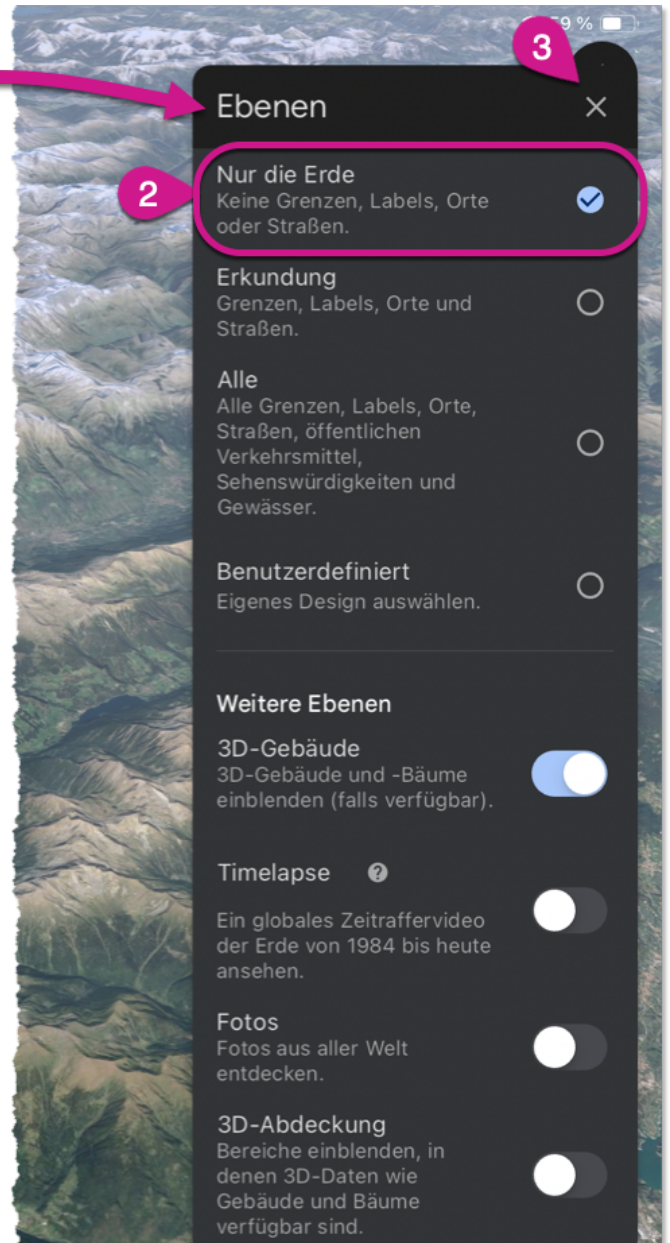 9 %
3
Ebenen
2
Nur die Erde
Keine Grenzen, Labels, Orte
oder Straßen.
Erkundung
Grenzen, Labels, Orte und
Straßen.
Alle
Alle Grenzen, Labels, Orte,
Straßen, öffentlichen
Verkehrsmittel,
Sehenswürdigkeiten und
Gewässer.
Benutzerdefiniert
Eigenes Design auswählen.
Weitere Ebenen
3D-Gebäude
3D-Gebäude und -Bäume
einblenden (falls verfügbar).
Timelapse ?
Ein globales Zeitraffervideo
der Erde von 1984 bis heute
ansehen.
Fotos
Fotos aus aller Welt
entdecken.
3D-Abdeckung
Bereiche einblenden, in
denen 3D-Daten wie
Gebäude und Bäume
verfügbar sind.